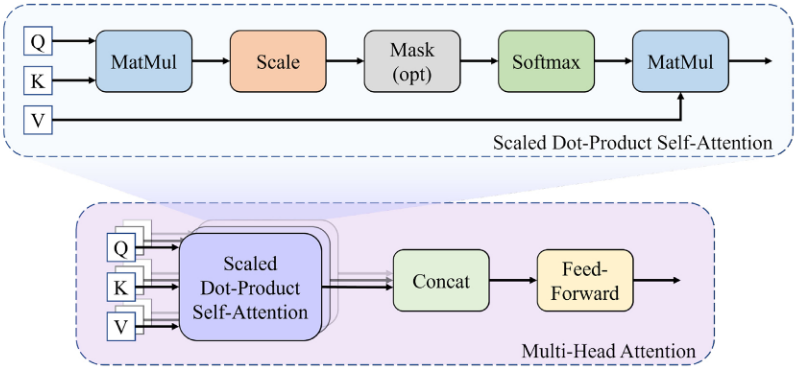 Q
K
V
MatMul
Scale
Mask
(opt)
Softmax
MatMul
Scaled Dot-Product Self-Attention
Q
K
V
Scaled
Dot-Product
Self-Attention
Concat
Feed-
Forward
Multi-Head Attention